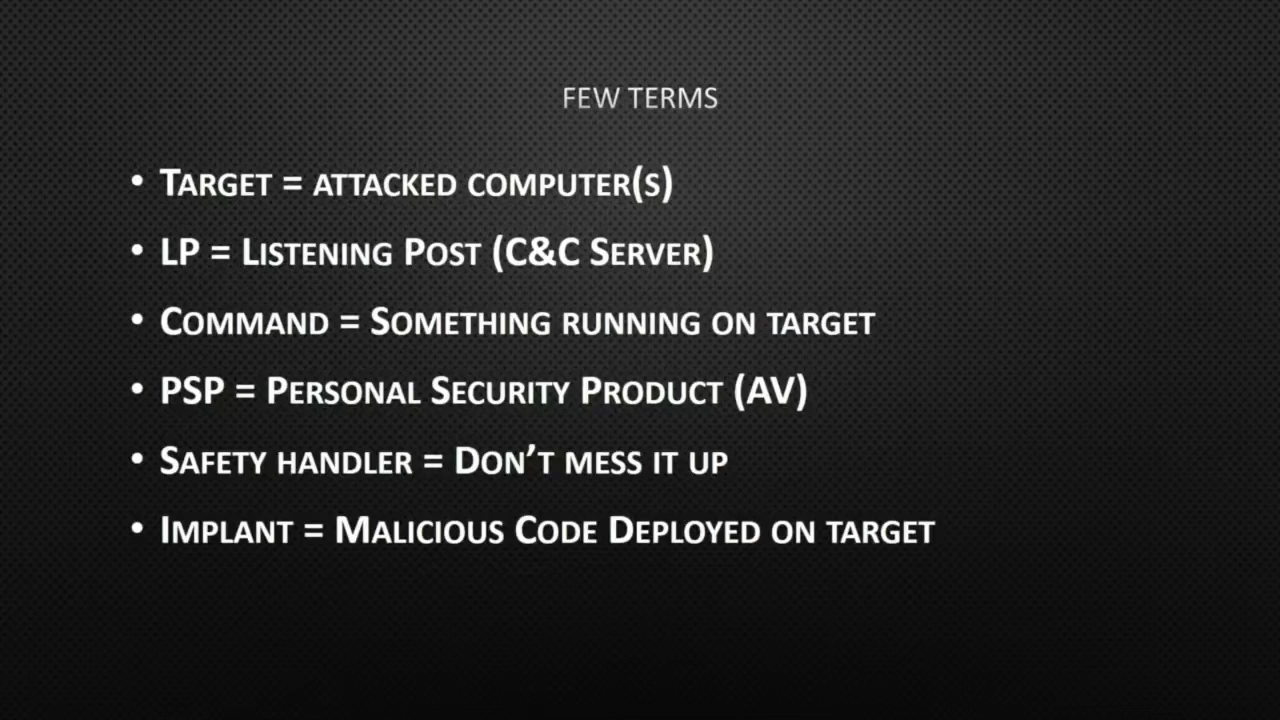 FEW TERMS
• TARGET = ATTACKED COMPUTER(S)
• LP = LISTENING POST (C&C SERVER)
• COMMAND = SOMETHING RUNNING ON TARGET
• PSP = PERSONAL SECURITY PRODUCT (AV)
• SAFETY HANDLER = DON'T MESS IT UP
• IMPLANT = MALICIOUS CODE DEPLOYED ON TARGET